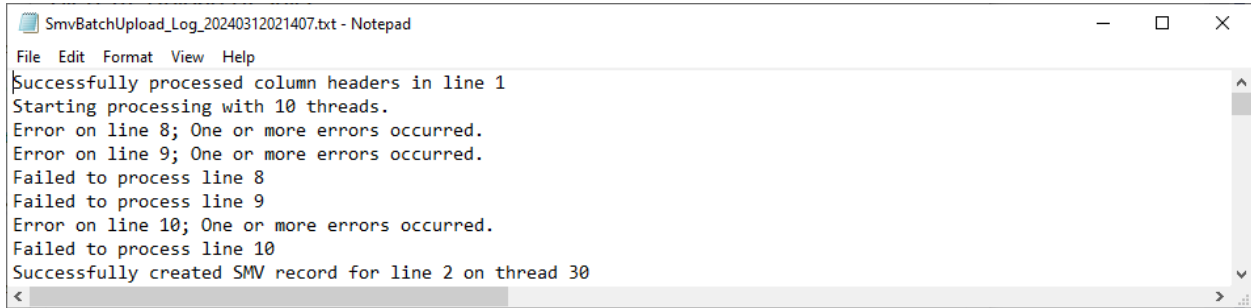 SmvBatchUpload_Log_20240312021407.txt - Notepad
File Edit Format View Help
Successfully processed column headers in line 1
Starting processing with 10 threads.
Error on line 8; One or more errors occurred.
Error on line 9; One or more errors occurred.
Failed to process line 8
Failed to process line 9
Error on line 10; One or more errors occurred.
Failed to process line 10
Successfully created SMV record for line 2 on thread 30